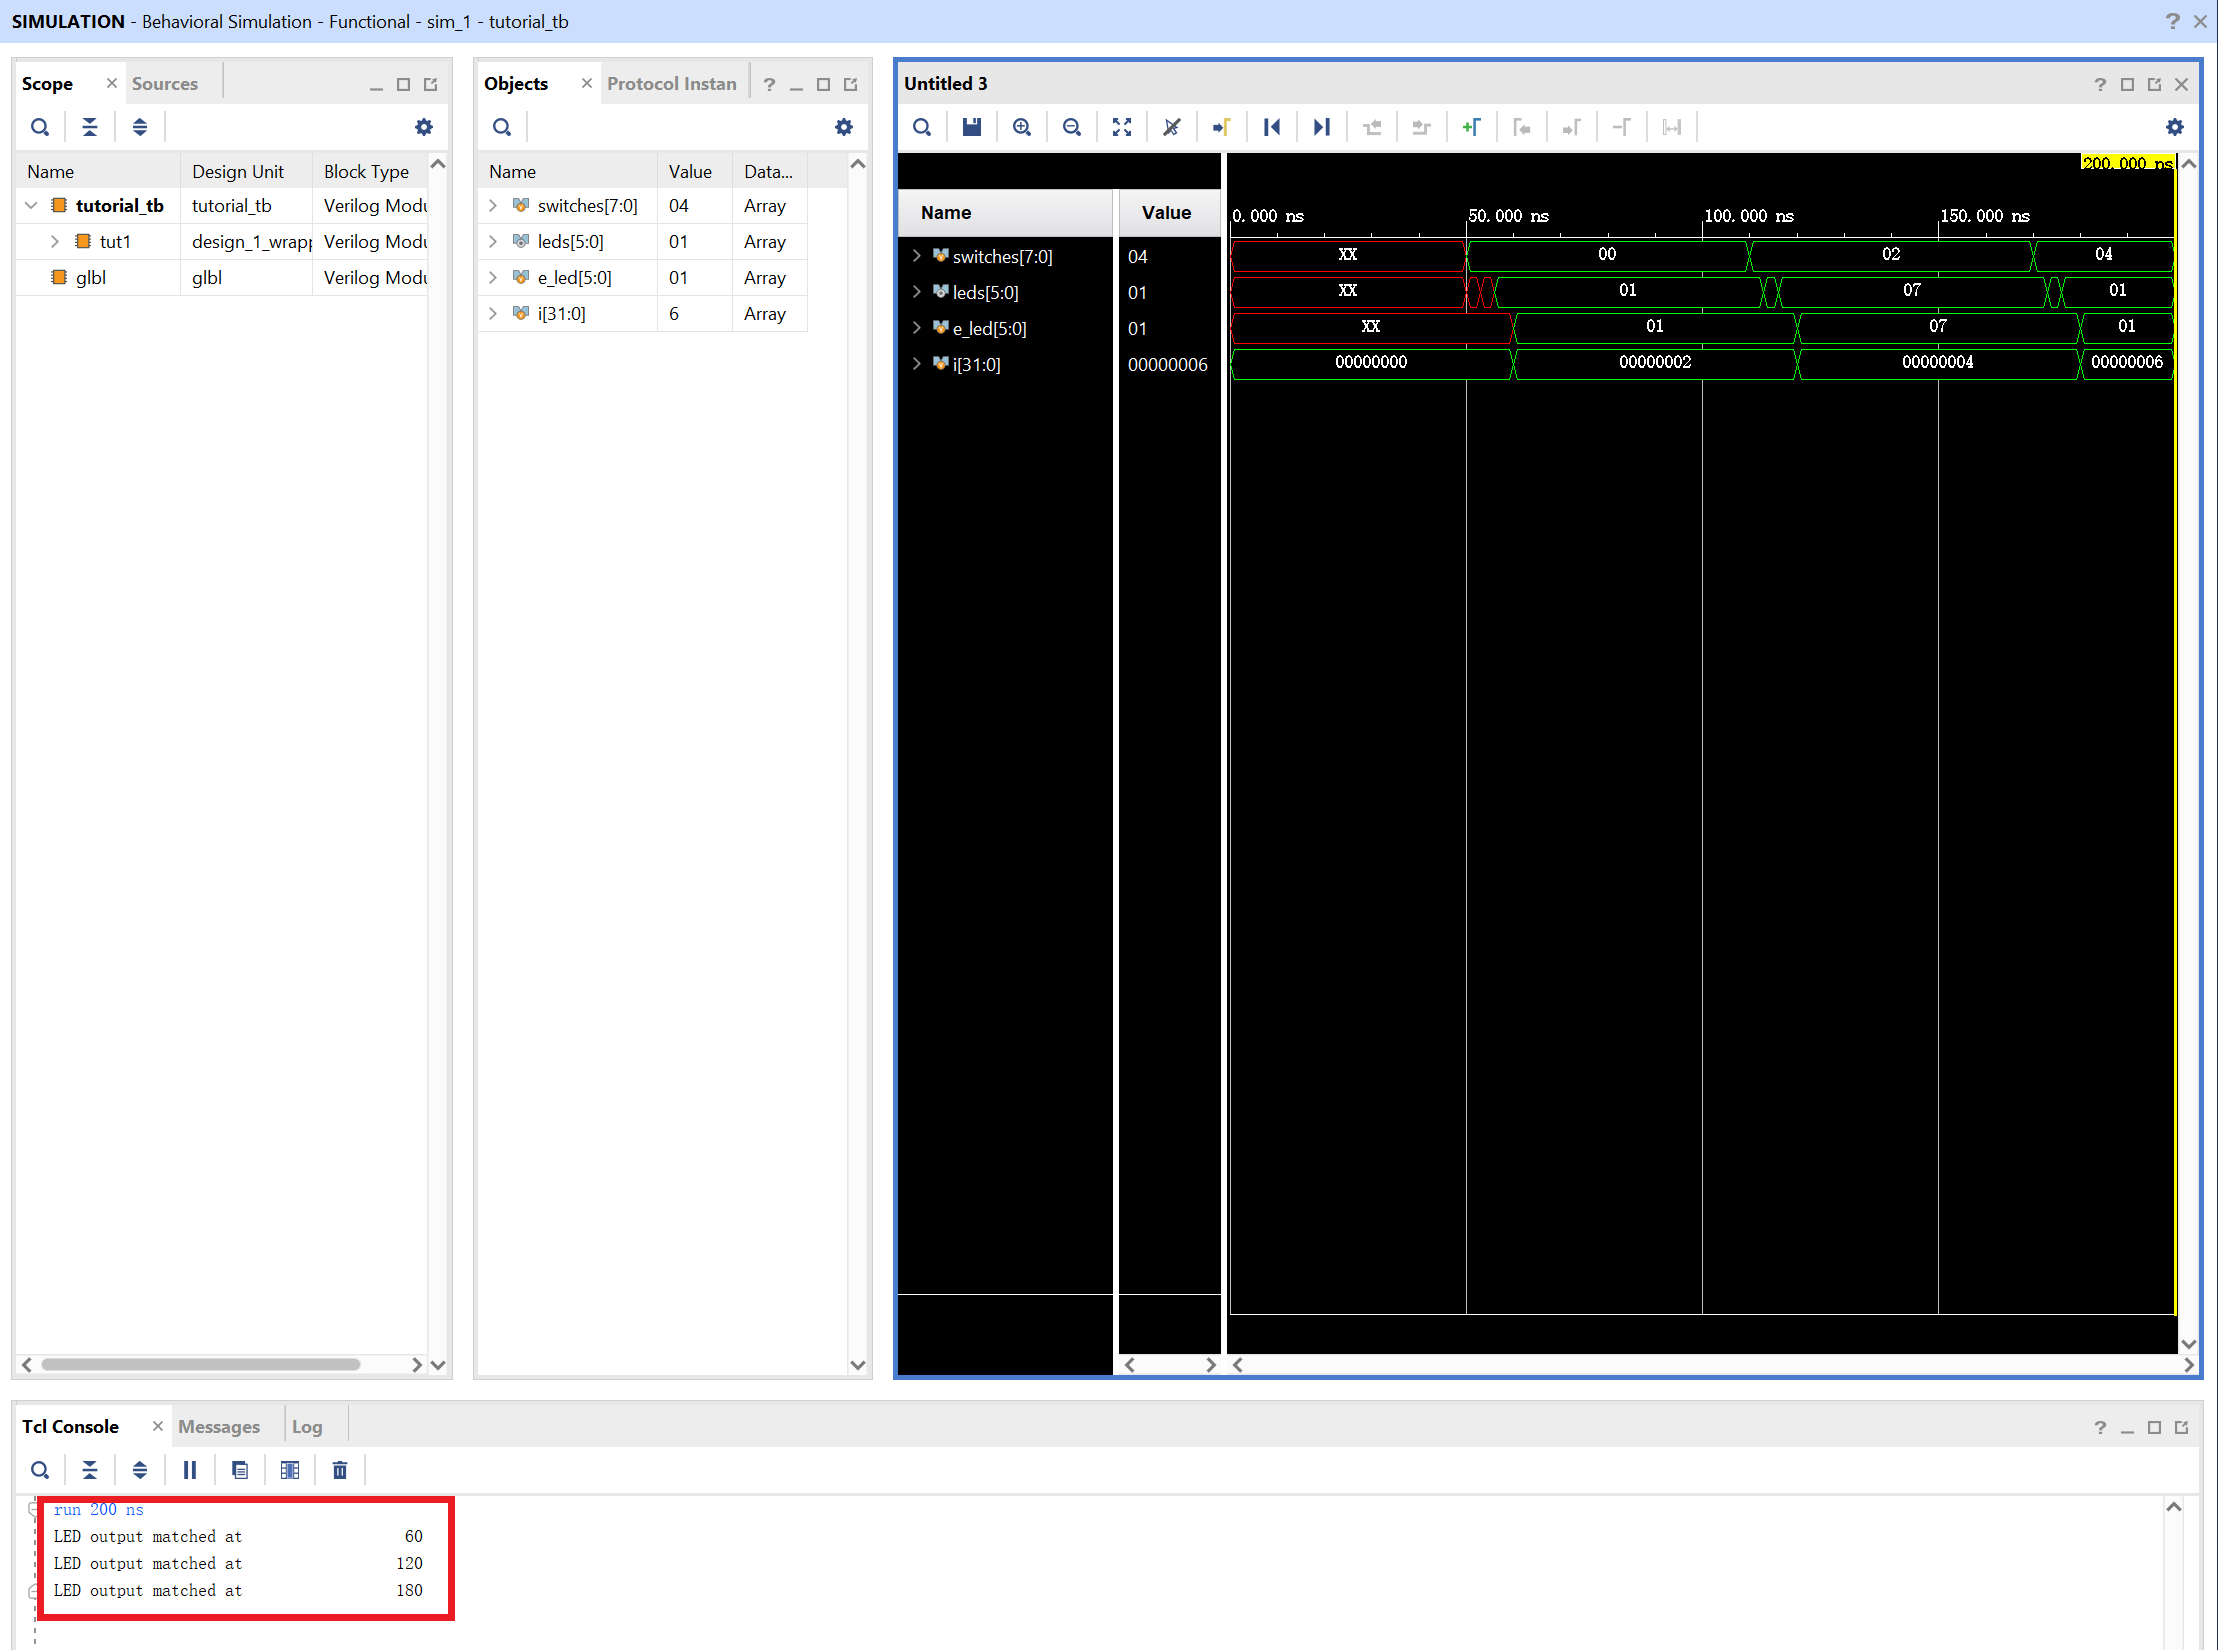 SIMULATION - Behavioral Simulation - Functional - sim_1 - tutorial_tb
Scope
Sources
Name Design Unit Block Type
tutorial_tb tutorial_tb Verilog Modu
tut1 design_1_wrapp Verilog Modu
glbl glbl Verilog Modu
Objects
Protocol Instan
Name Value Data...
switches[7:0] 04 Array
leds[5:0] 01 Array
e_led[5:0] 01 Array
i[31:0] 6 Array
Untitled 3
200.000 ns
Name Value 0.000 ns 50.000 ns 100.000 ns 150.000 ns
switches[7:0] 04 XX 00 02 04
leds[5:0] 01 XX 01 07 01
e_led[5:0] 01 XX 01 07 01
i[31:0] 00000006 00000000 00000002 00000004 00000006
Tcl Console
Messages
Log
run 200 ns
LED output matched at 60
LED output matched at 120
LED output matched at 180